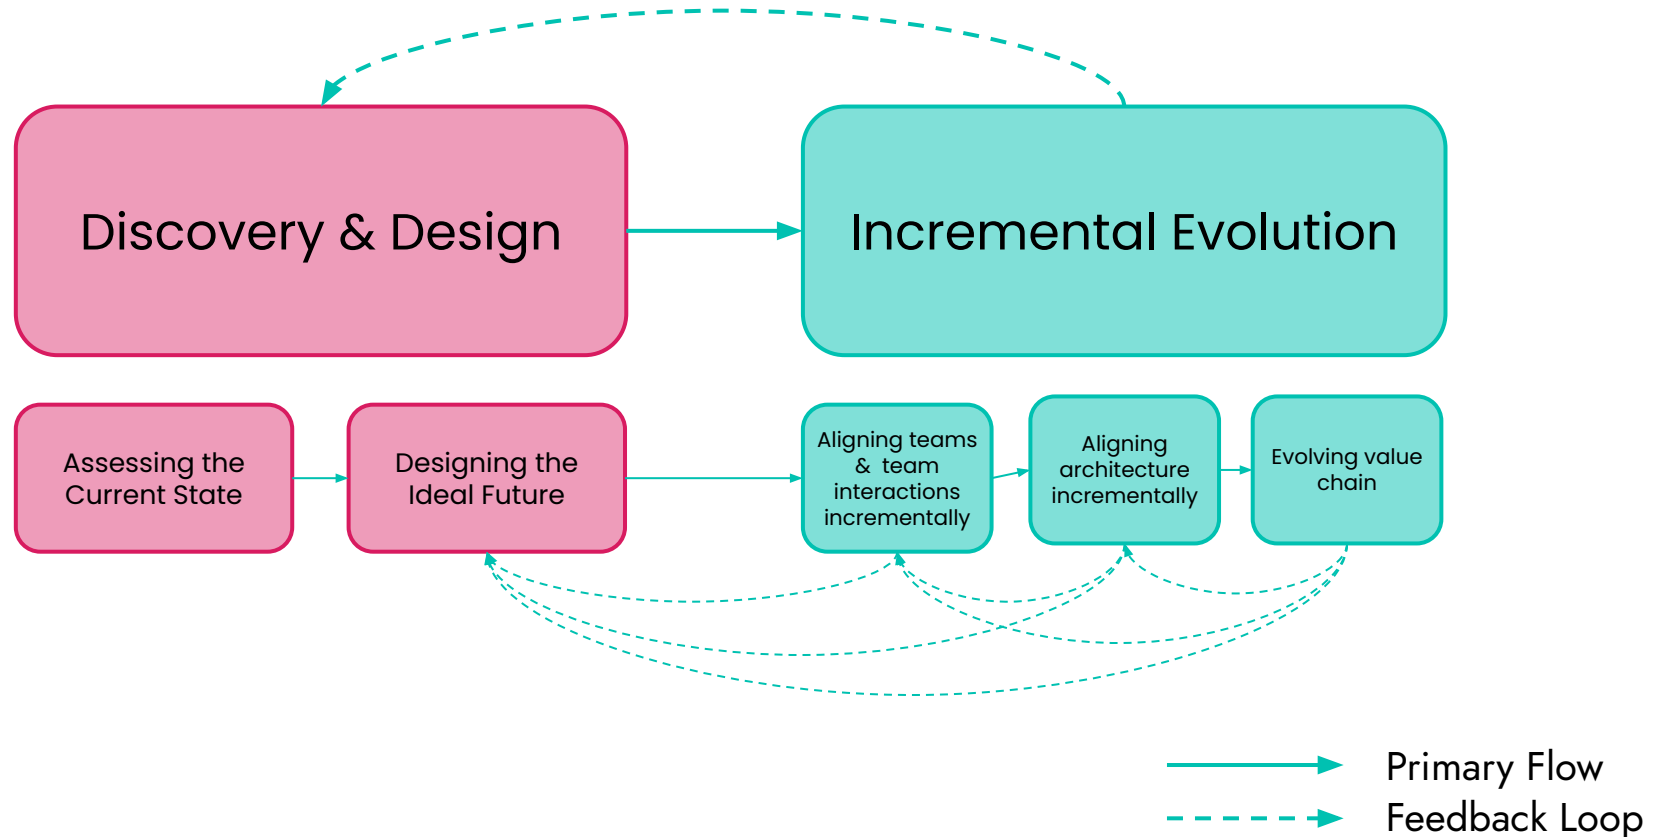 Discovery & Design
Incremental Evolution
Assessing the
Current State
Designing the
Ideal Future
Aligning teams
& team
interactions
incrementally
Aligning
architecture
incrementally
Evolving value
chain
Primary Flow
Feedback Loop